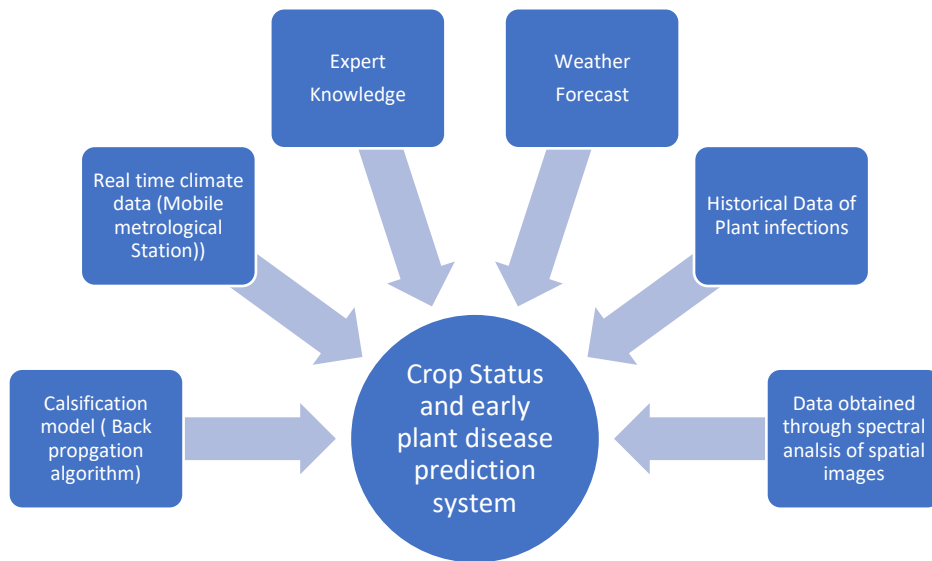 Expert
Knowledge
Weather
Forecast
Real time climate
data (Mobile
metrological
Station))
Historical Data of
Plant infections
Calsification
model ( Back
propgation
algorithm)
Crop Status
and early
plant disease
prediction
system
Data obtained
through spectral
analsis of spatial
images